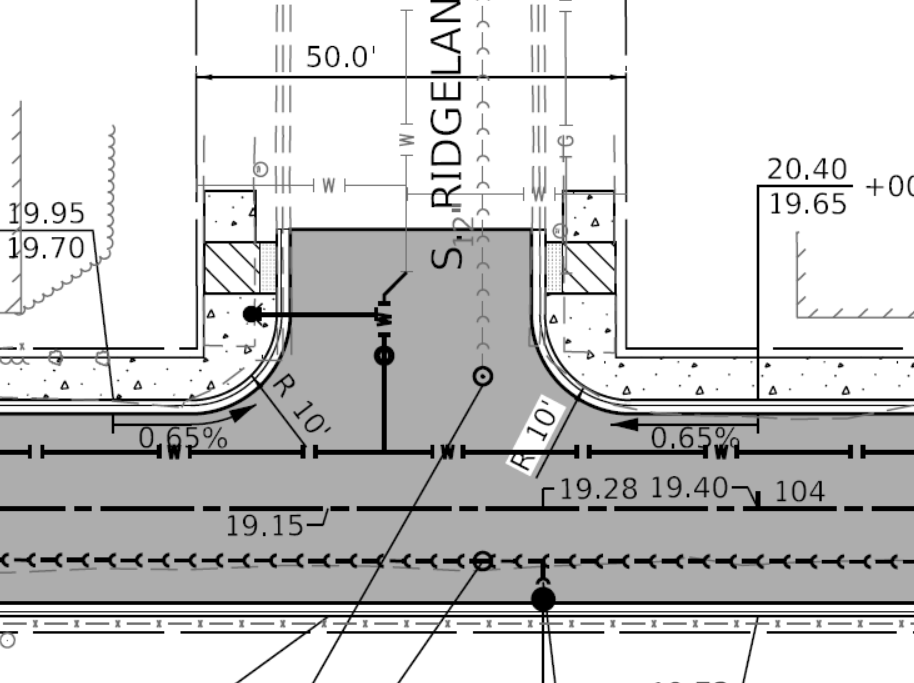 50.0'
S. RIDGELAN
W
G
W
W
12"
20.40
19.65
+00
19.95
19.70
W
R 10'
R 10'
0.65%
0.65%
W
W
W
19.28
19.40
104
19.15